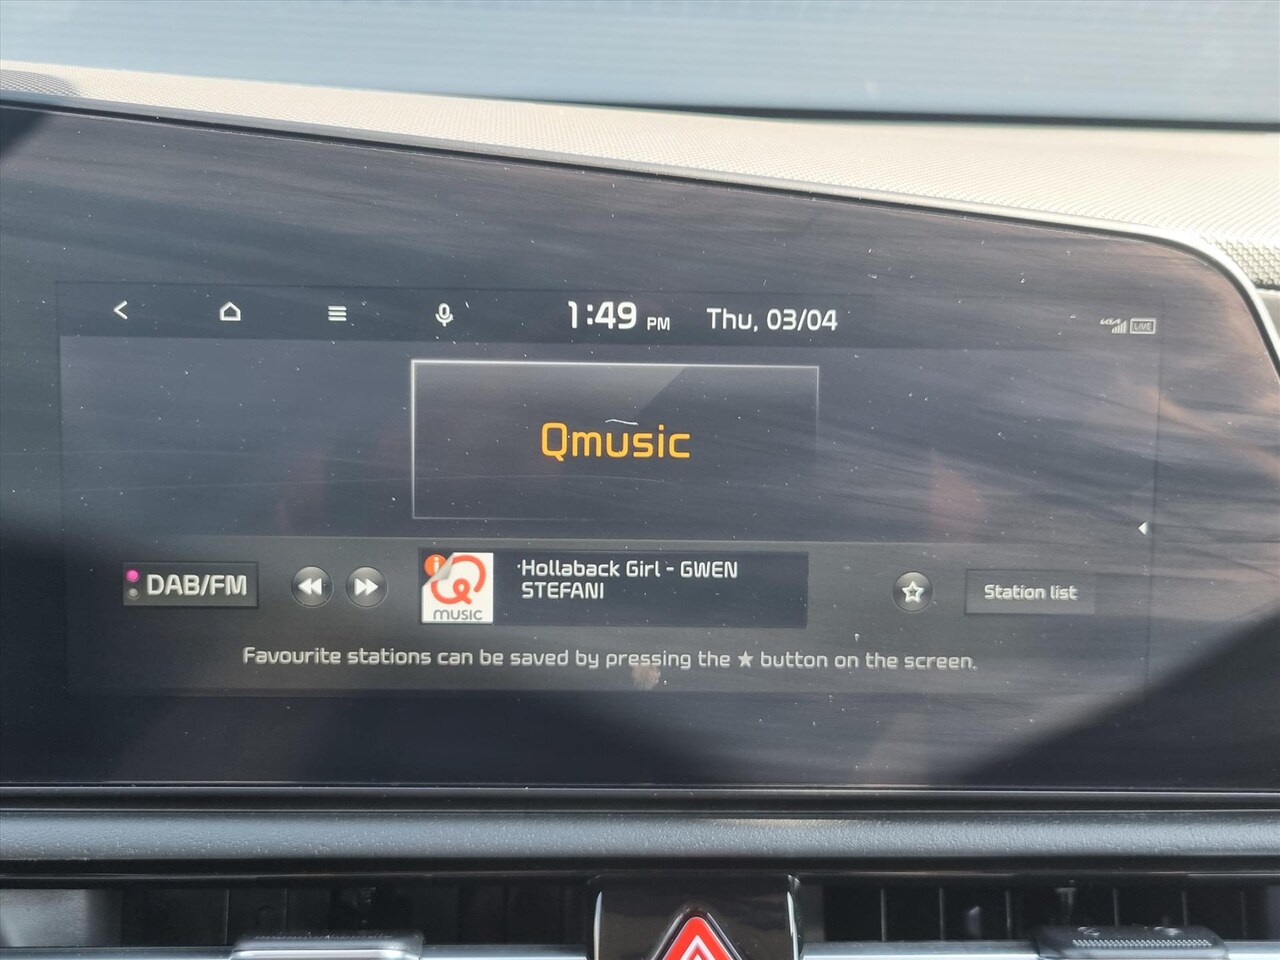 1:49 PM Thu, 03/04
LIVE
Qmusic
DAB/FM
i
music
Hollaback Girl - GWEN
STEFANI
Station list
Favourite stations can be saved by pressing the ★ button on the screen.